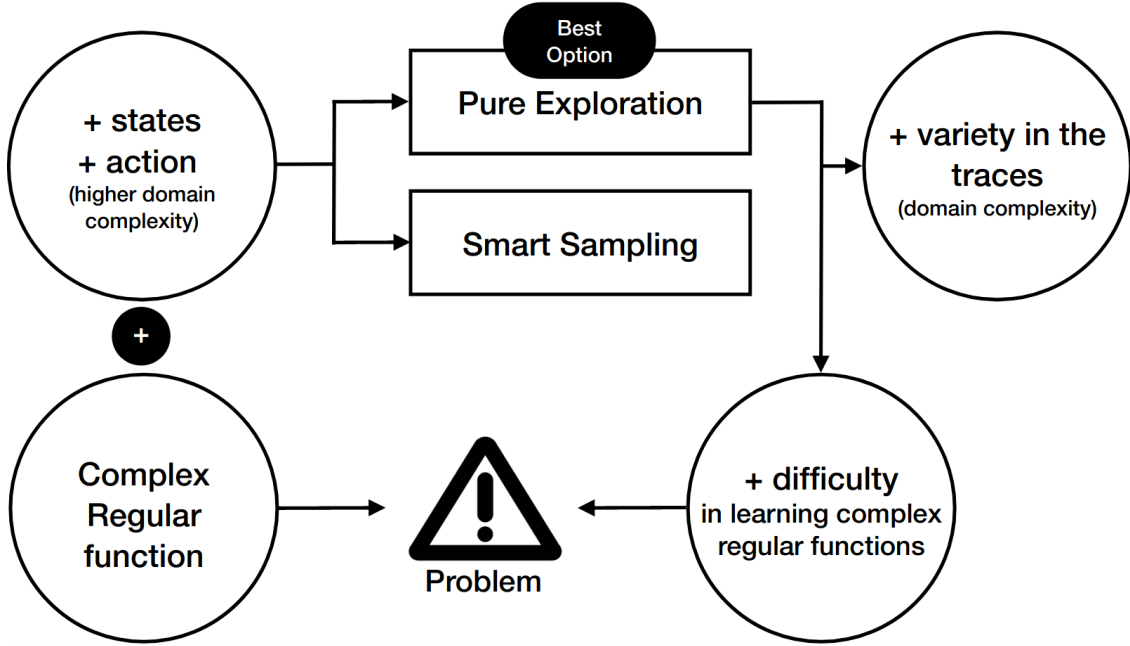 + states
+ action
(higher domain
complexity)
Best
Option
Pure Exploration
Smart Sampling
+ variety in the
traces
(domain complexity)
+
Complex
Regular
function
Problem
+ difficulty
in learning complex
regular functions